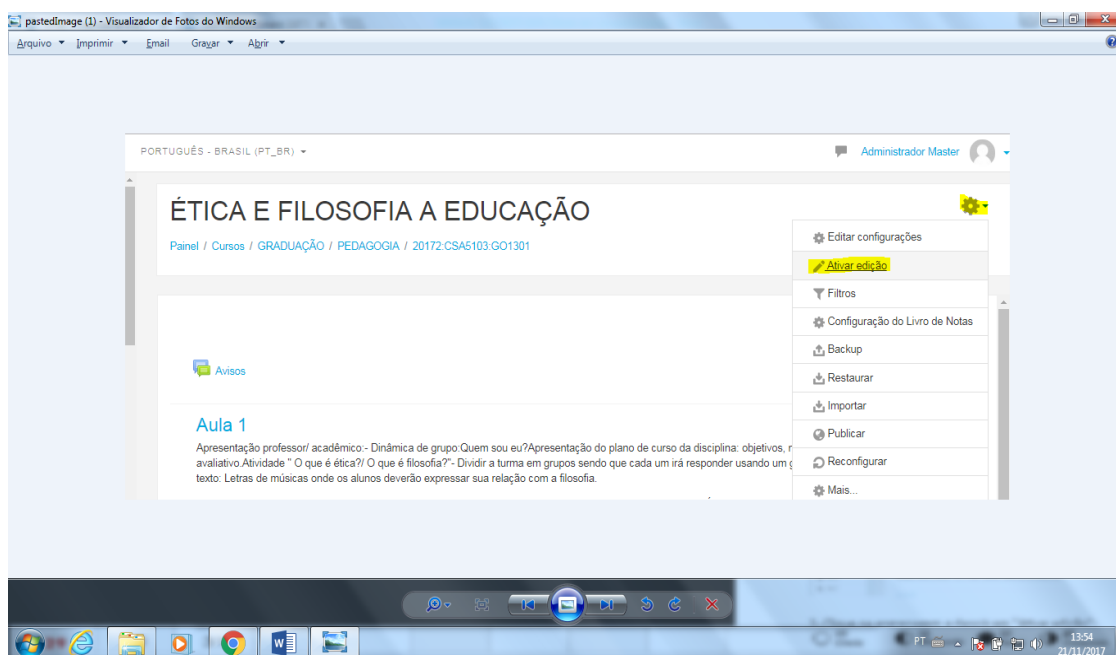 pastedImage (1) - Visualizador de Fotos do Windows
Arquivo Imprimir Email Gravar Abrir
PORTUGUÊS - BRASIL (PT_BR)
Administrador Master
ÉTICA E FILOSOFIA A EDUCAÇÃO
Painel / Cursos / GRADUAÇÃO / PEDAGOGIA / 20172:CSA5103:GO1301
Editar configurações
Ativar edição
Filtros
Configuração do Livro de Notas
Backup
Restaurar
Importar
Publicar
Reconfigurar
Mais...
Avisos
Aula 1
Apresentação professor/ acadêmico:- Dinâmica de grupo:Quem sou eu?Apresentação do plano de curso da disciplina: objetivos,
avaliativo.Atividade " O que é ética?/ O que é filosofia?"- Dividir a turma em grupos sendo que cada um irá responder usando um
texto: Letras de músicas onde os alunos deverão expressar sua relação com a filosofia.
PT
13:54
21/11/2017